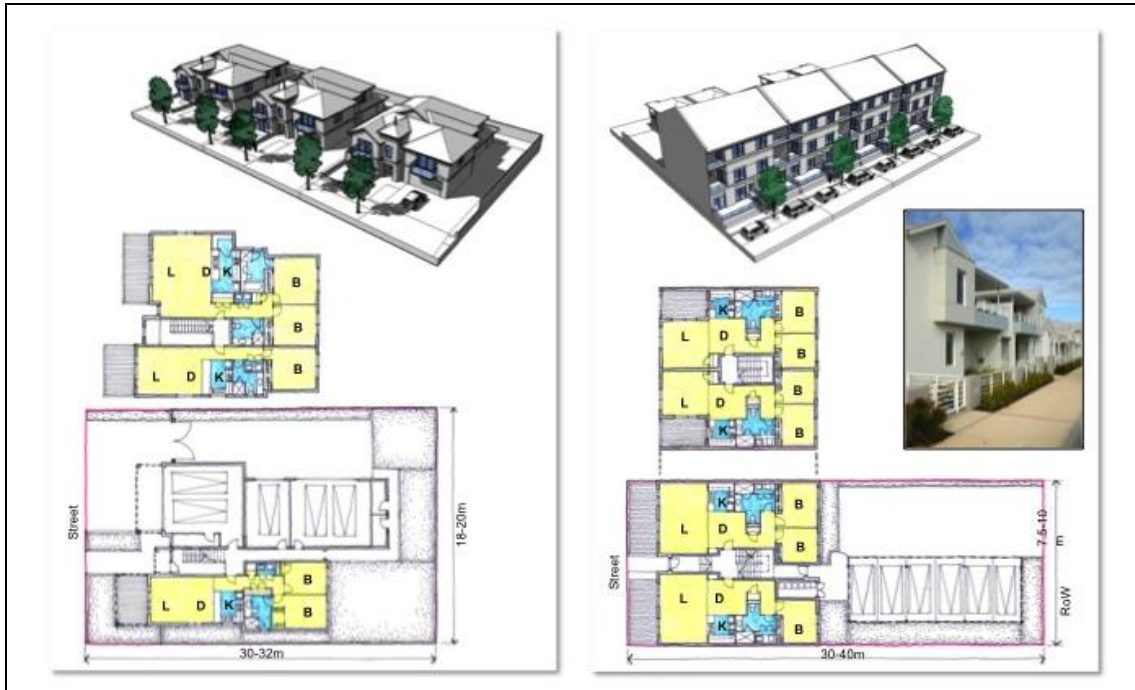 L D K B
B
L D K B
Street
18-20m
B
L D K B
30-32m
K B
L D B
B
L D B
K
7.5-10
m
K B
L D
B
Street
L D
K B
RoW
30-40m